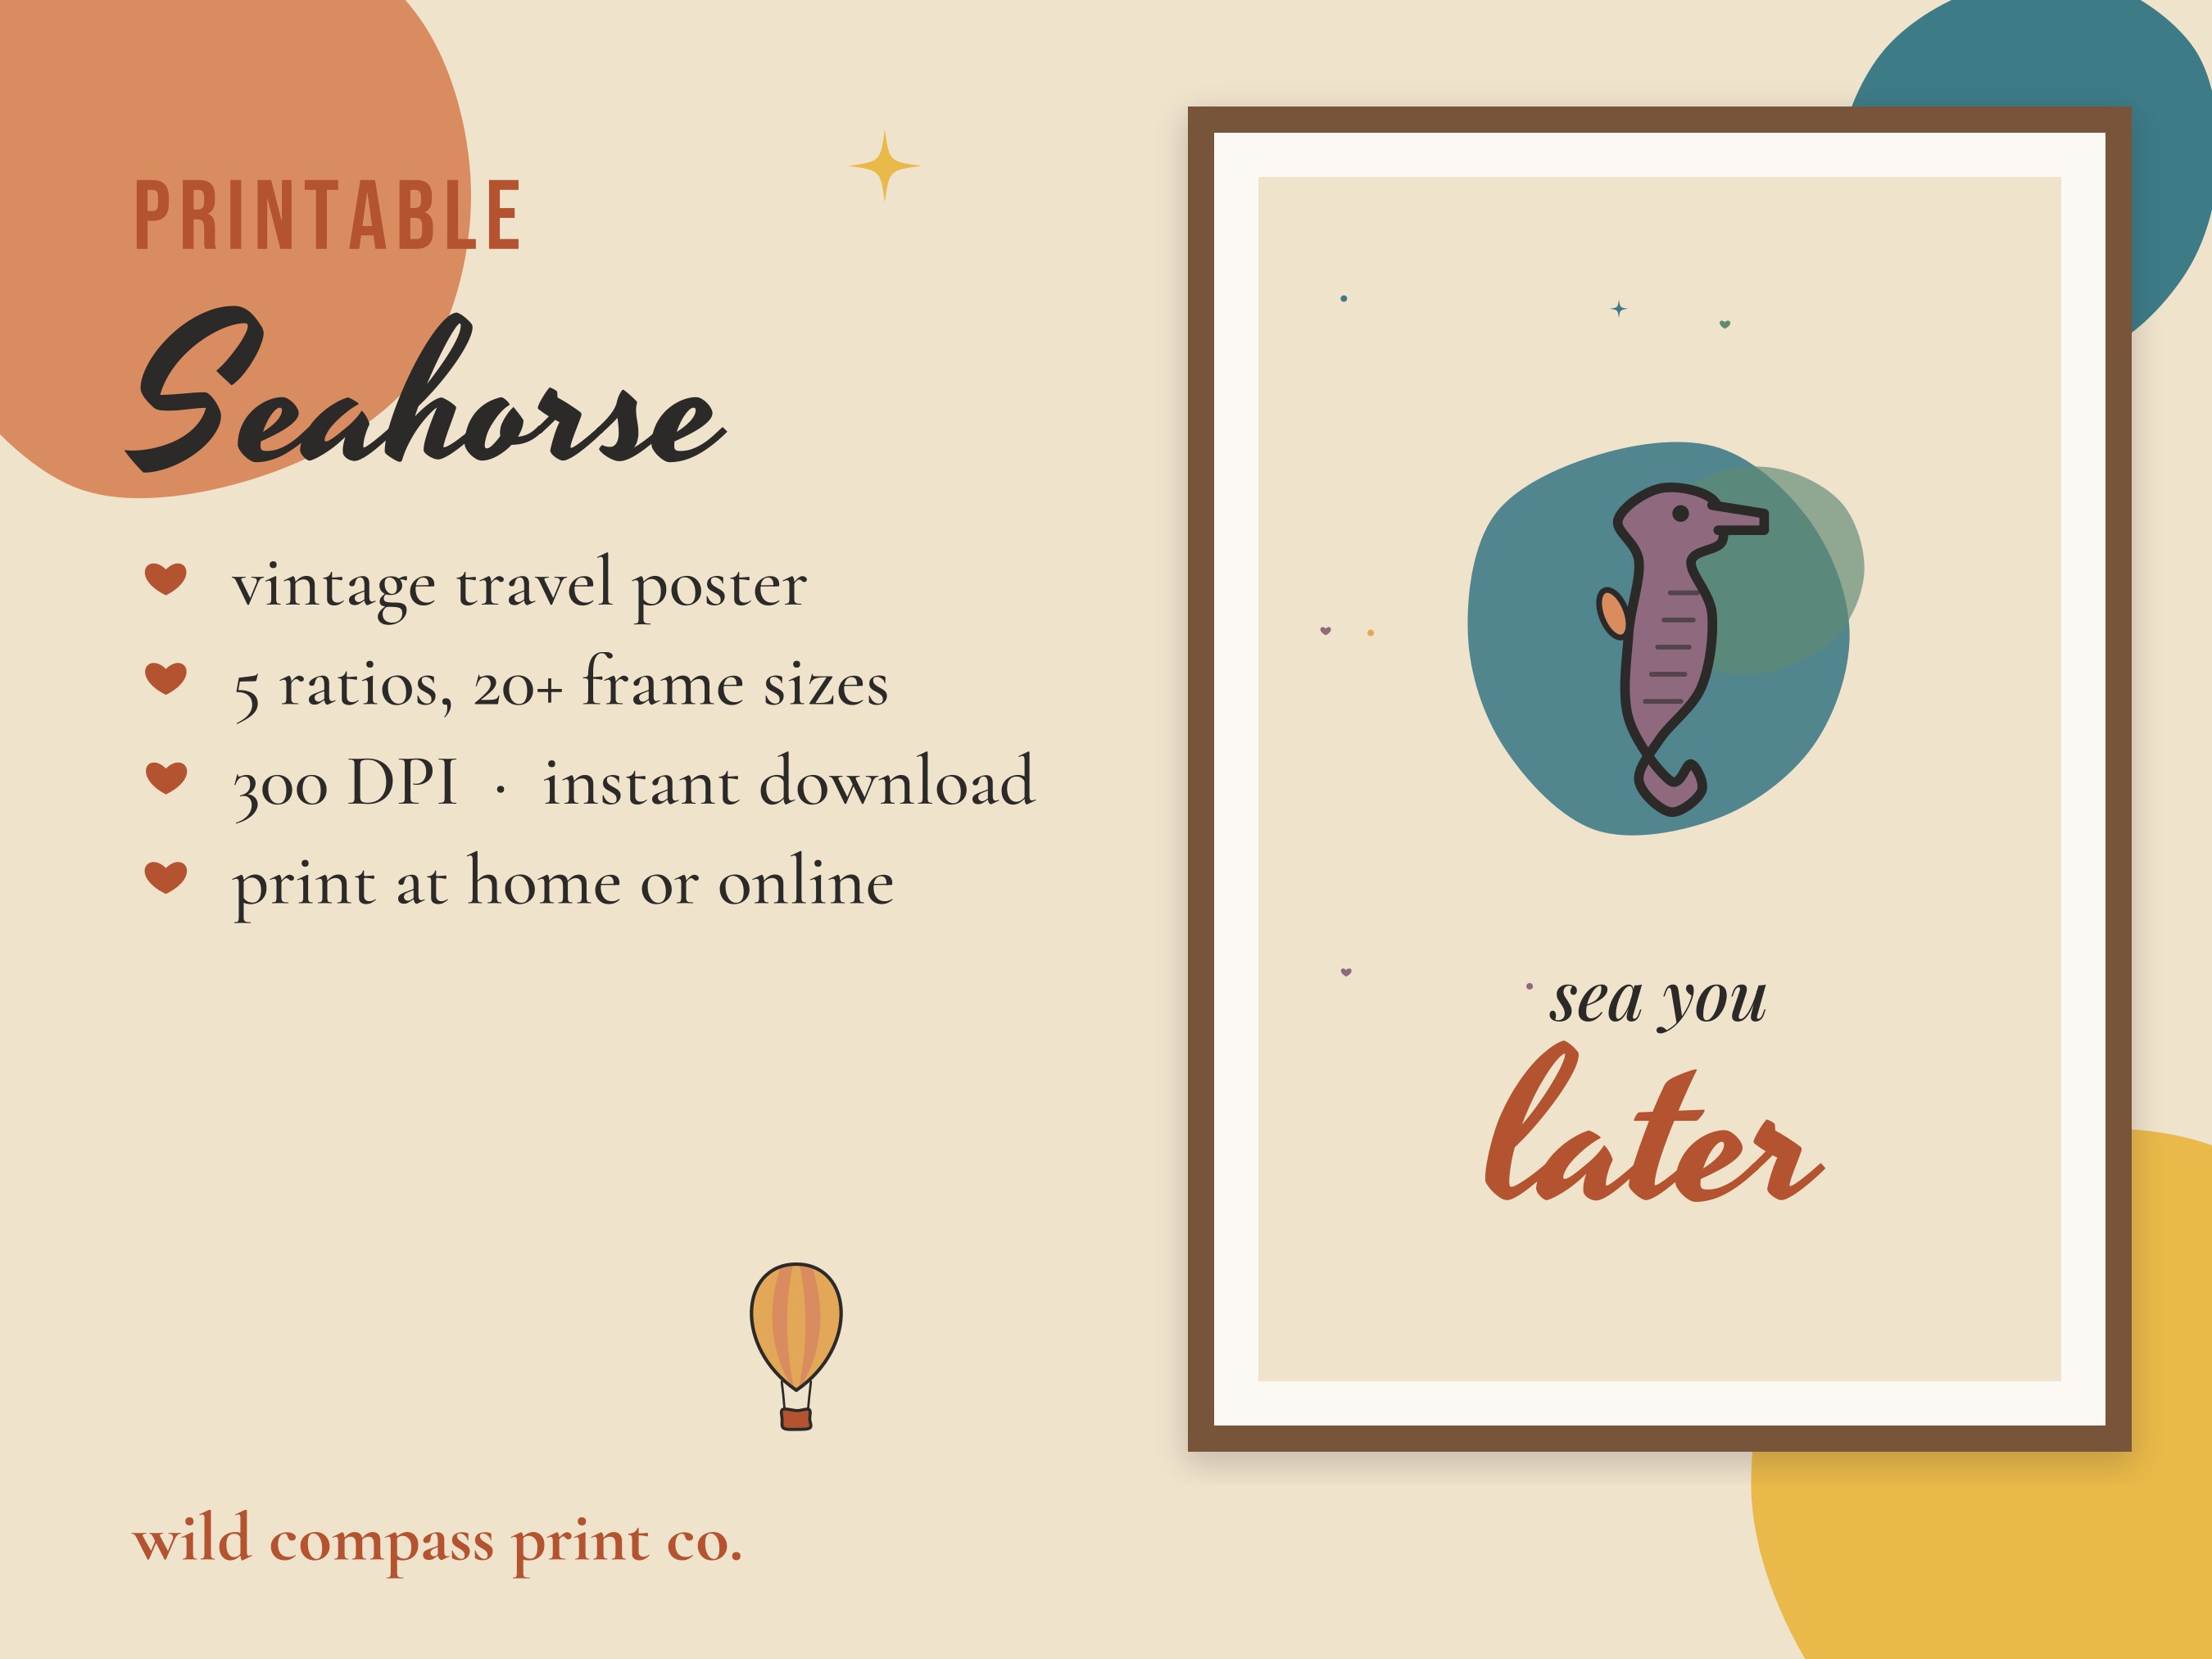 PRINTABLE
Seahorse
vintage travel poster
5 ratios, 20+ frame sizes
300 DPI · instant download
print at home or online
wild compass print co.
sea you
later